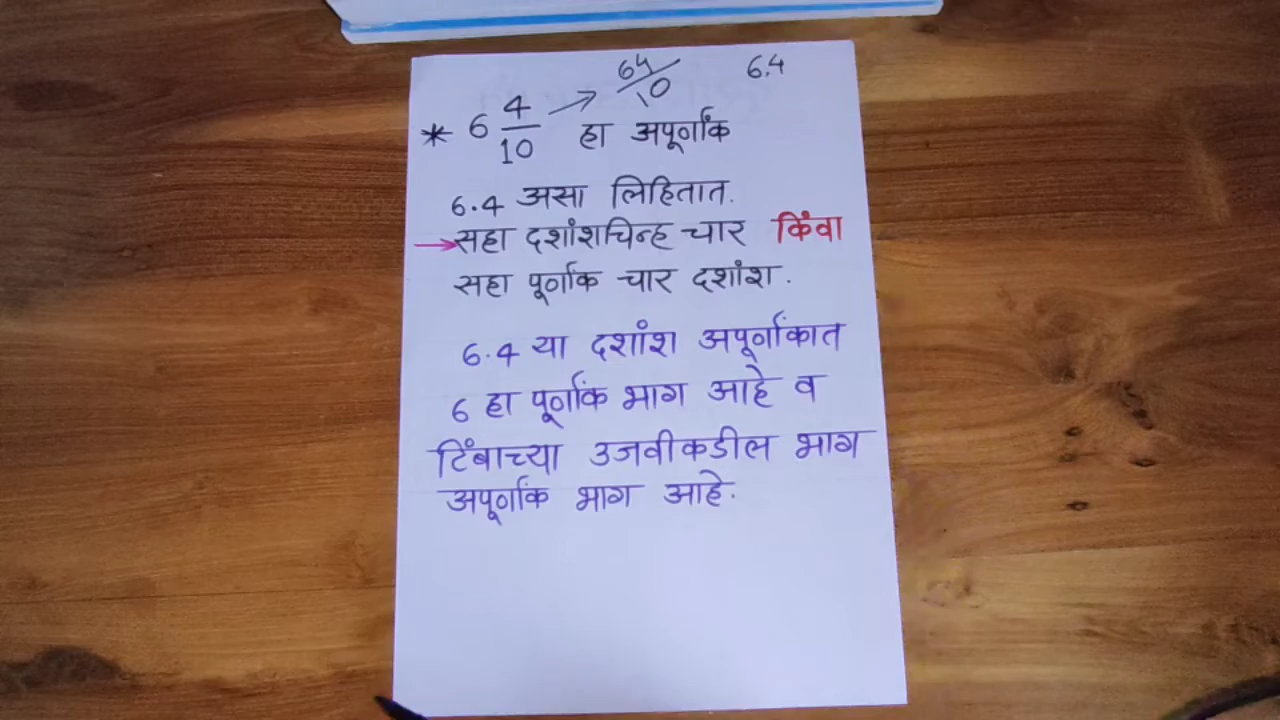 64/10 6.4
* 6 4/10 → हा अपूर्णांक
6.4 असा लिहितात.
→ सहा दशांशचिन्ह चार किंवा
सहा पूर्णांक चार दशांश.
6.4 या दशांश अपूर्णांकात
6 हा पूर्णांक भाग आहे व
टिंबाच्या उजवीकडील भाग
अपूर्णांक भाग आहे.